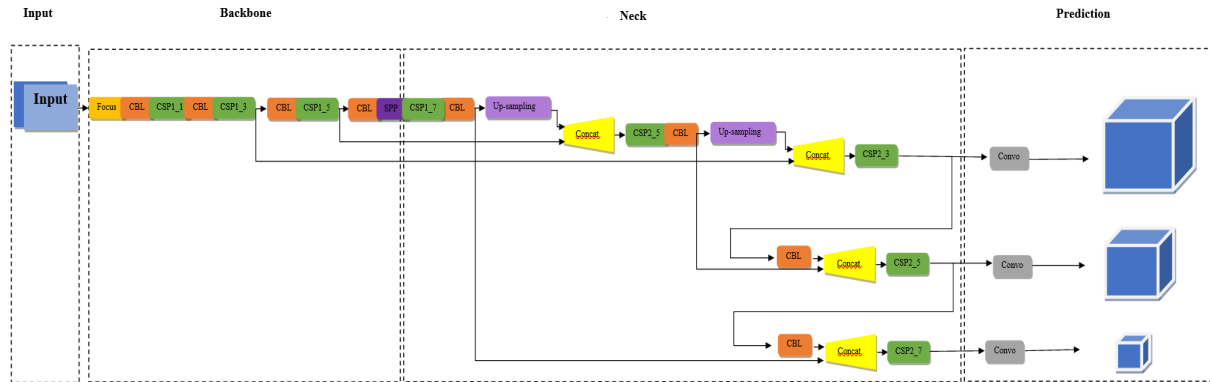 Input
Backbone
Neck
Prediction
Input
Focus
CBL
CSP1_1
CBL
CSP1_3
CBL
CSP1_5
CBL
SPP
CSP1_7
CBL
Up-sampling
Concat
CSP2_5
CBL
Up-sampling
Concat
CSP2_3
Convo
CBL
Concat
CSP2_5
Convo
CBL
Concat
CSP2_7
Convo